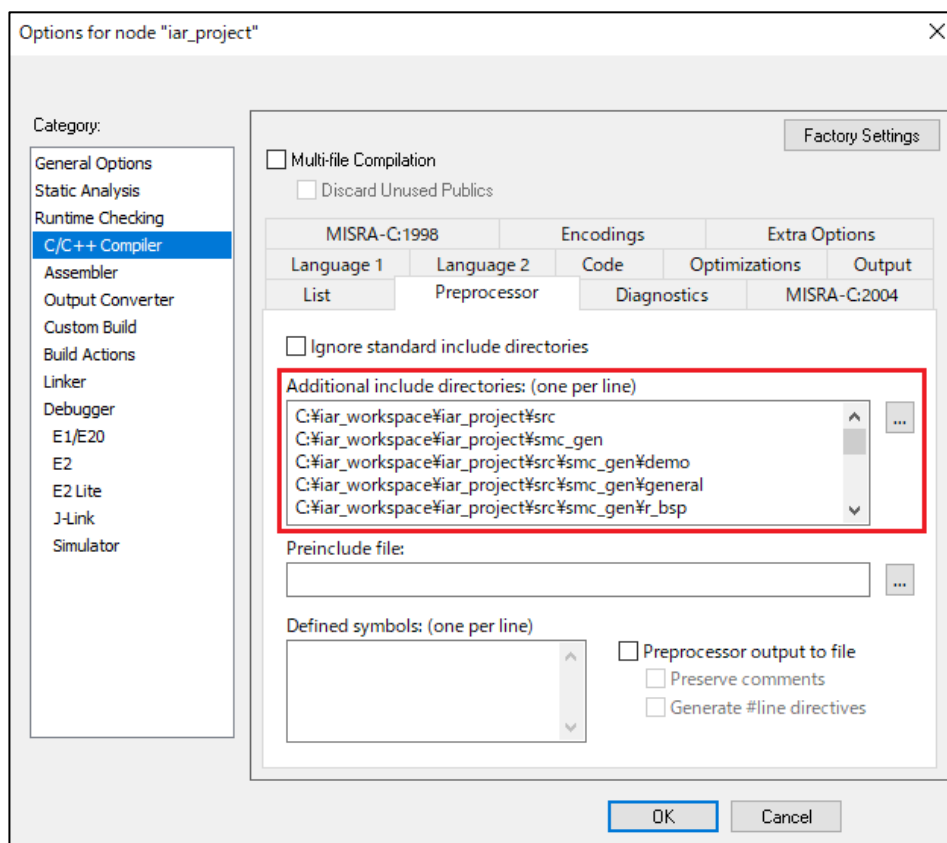 Options for node "iar_project"
Category:
General Options
Static Analysis
Runtime Checking
C/C++ Compiler
Assembler
Output Converter
Custom Build
Build Actions
Linker
Debugger
E1/E20
E2
E2 Lite
J-Link
Simulator
Factory Settings
Multi-file Compilation
Discard Unused Publics
MISRA-C:1998 Encodings Extra Options
Language 1 Language 2 Code Optimizations Output
List Preprocessor Diagnostics MISRA-C:2004
Ignore standard include directories
Additional include directories: (one per line)
C:¥iar_workspace¥iar_project¥src
C:¥iar_workspace¥iar_project¥smc_gen
C:¥iar_workspace¥iar_project¥src¥smc_gen¥demo
C:¥iar_workspace¥iar_project¥src¥smc_gen¥general
C:¥iar_workspace¥iar_project¥src¥smc_gen¥r_bsp
...
Preinclude file:
...
Defined symbols: (one per line)
Preprocessor output to file
Preserve comments
Generate #line directives
OK Cancel